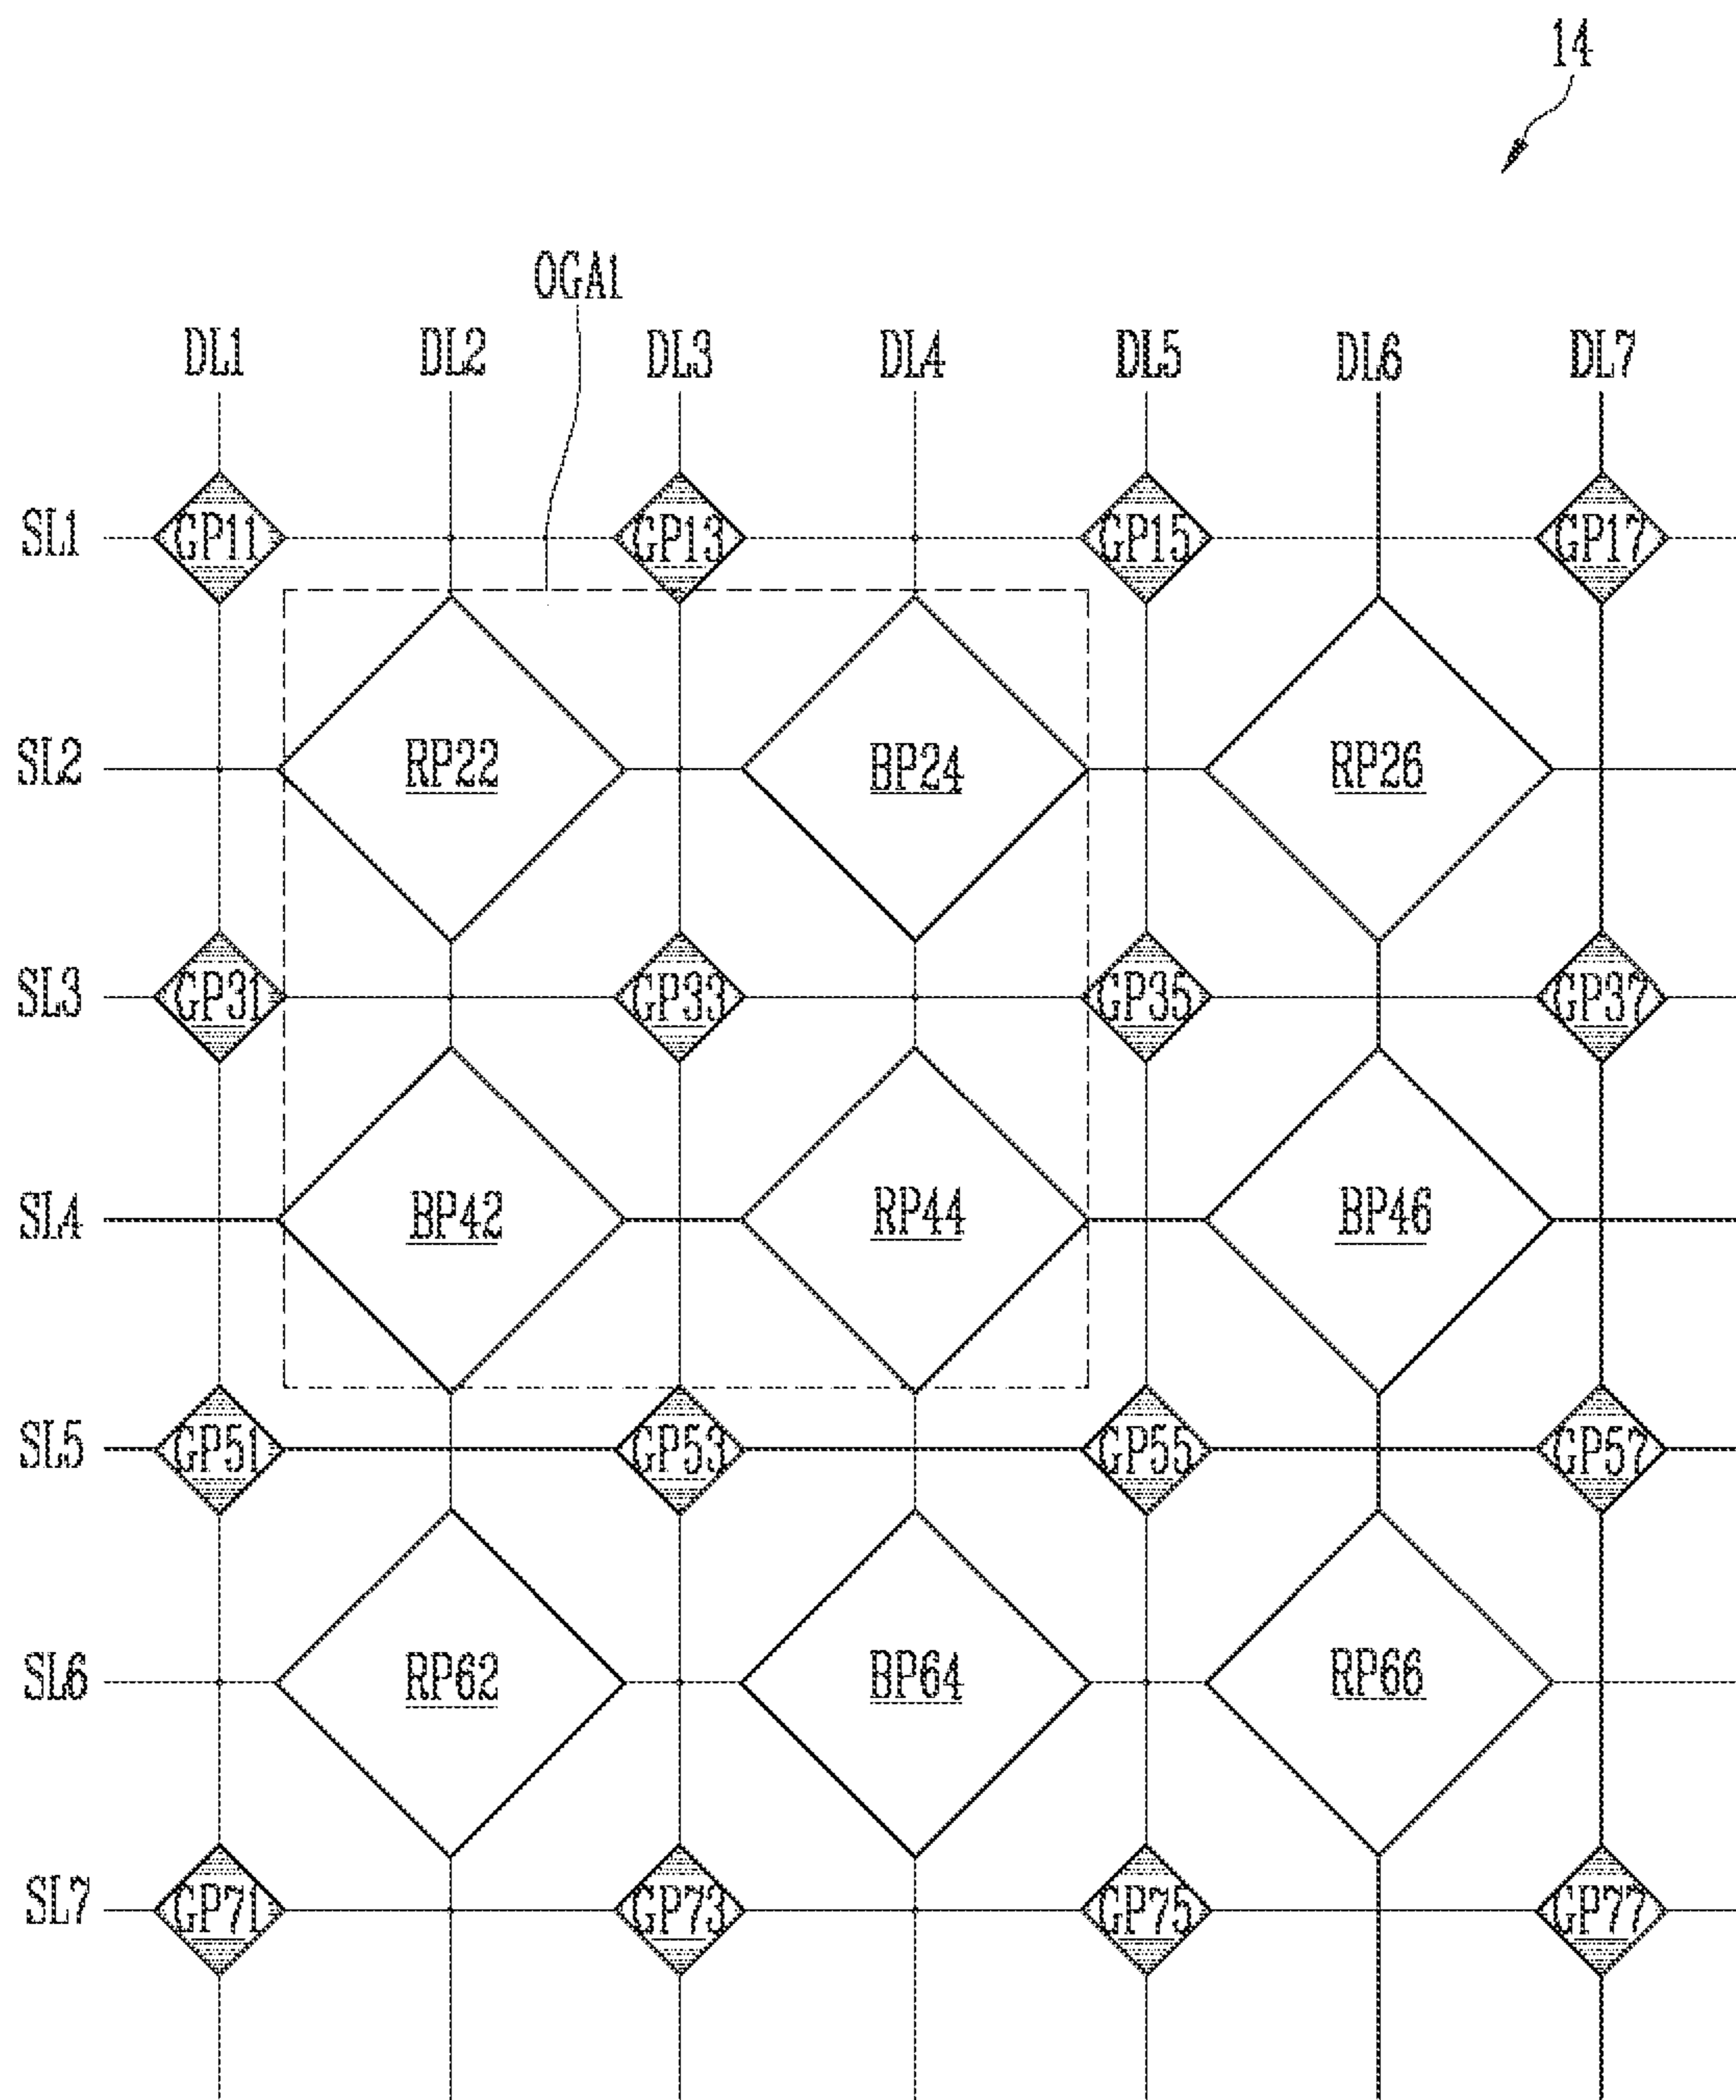 14
OGA1
DL1 DL2 DL3 DL4 DL5 DL6 DL7
SL1 GP11 GP13 GP15 GP17
SL2 RP22 BP24 RP26
SL3 GP31 GP33 GP35 GP37
SL4 BP42 RP44 BP46
SL5 GP51 GP53 GP55 GP57
SL6 RP62 BP64 RP66
SL7 GP71 GP73 GP75 GP77